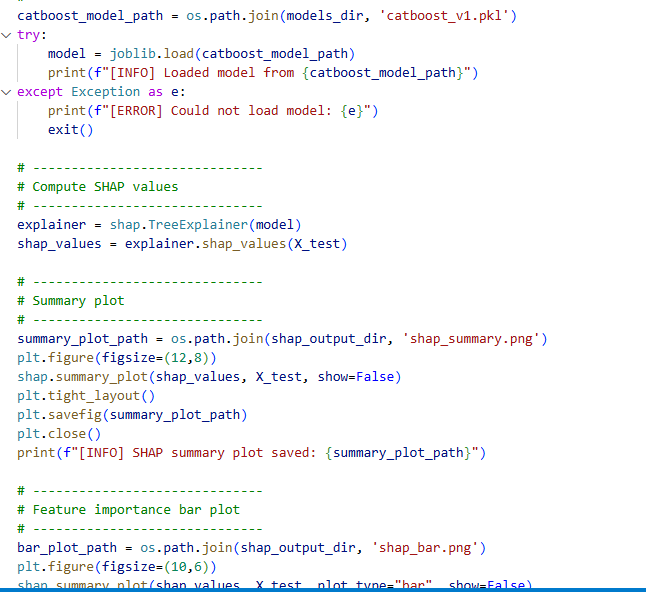 catboost_model_path = os.path.join(models_dir, 'catboost_v1.pkl')
try:
    model = joblib.load(catboost_model_path)
    print(f"[INFO] Loaded model from {catboost_model_path}")
except Exception as e:
    print(f"[ERROR] Could not load model: {e}")
    exit()

# ------------------------------
# Compute SHAP values
# ------------------------------
explainer = shap.TreeExplainer(model)
shap_values = explainer.shap_values(X_test)

# ------------------------------
# Summary plot
# ------------------------------
summary_plot_path = os.path.join(shap_output_dir, 'shap_summary.png')
plt.figure(figsize=(12,8))
shap.summary_plot(shap_values, X_test, show=False)
plt.tight_layout()
plt.savefig(summary_plot_path)
plt.close()
print(f"[INFO] SHAP summary plot saved: {summary_plot_path}")

# ------------------------------
# Feature importance bar plot
# ------------------------------
bar_plot_path = os.path.join(shap_output_dir, 'shap_bar.png')
plt.figure(figsize=(10,6))
shap.summary_plot(shap_values, X_test, plot_type="bar", show=False)